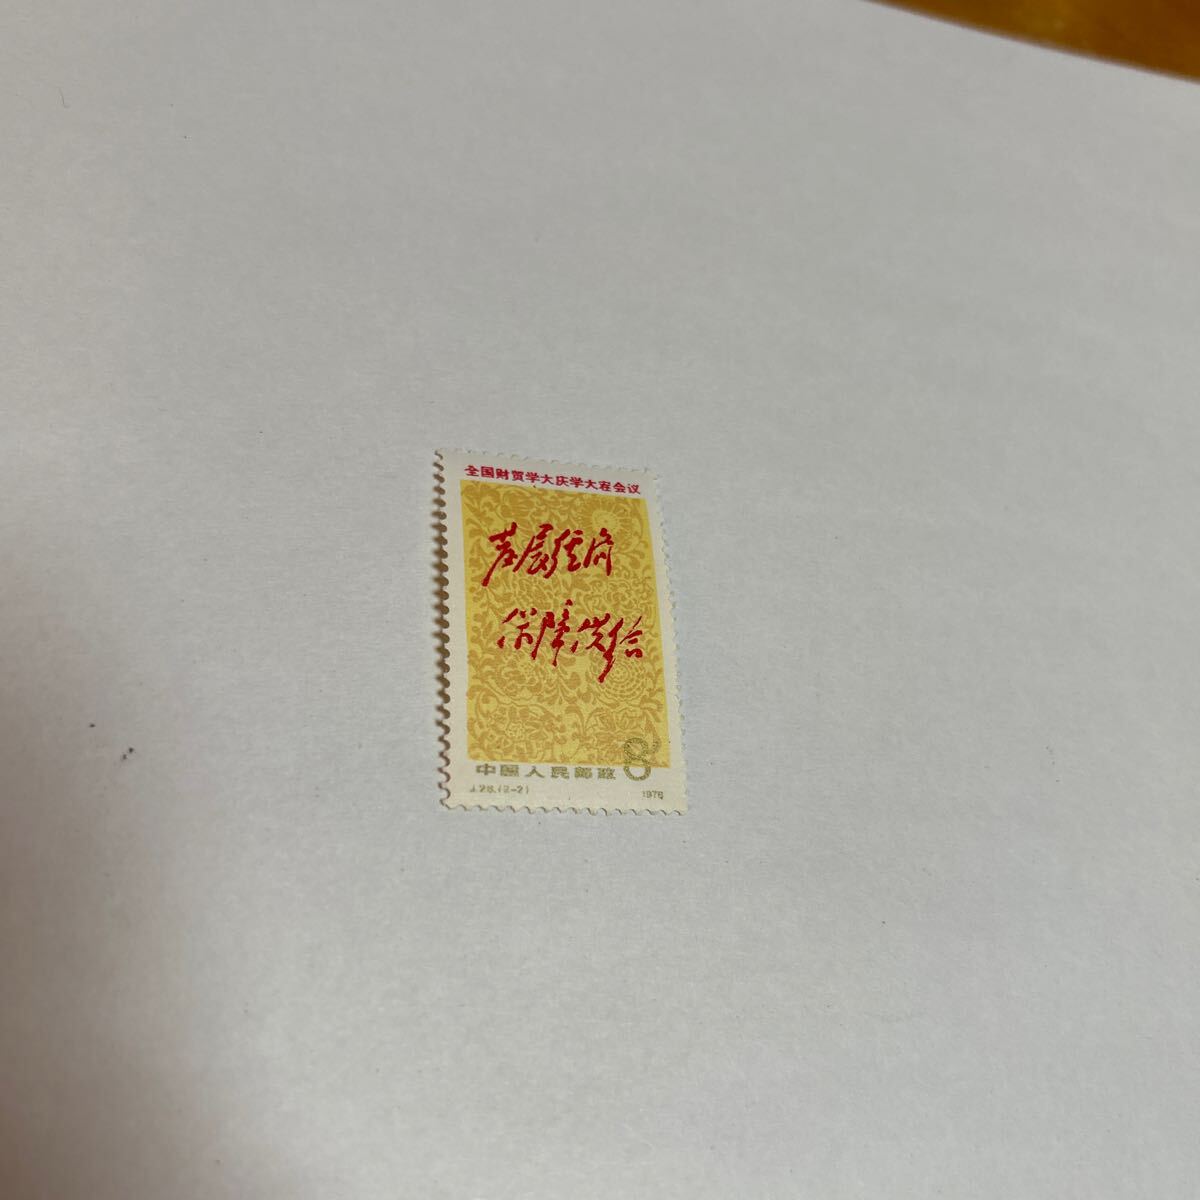 全国财贸学大庆学大寨会议
发展经济
保障供给
8
中国人民邮政
J.28.(2-2)
1978